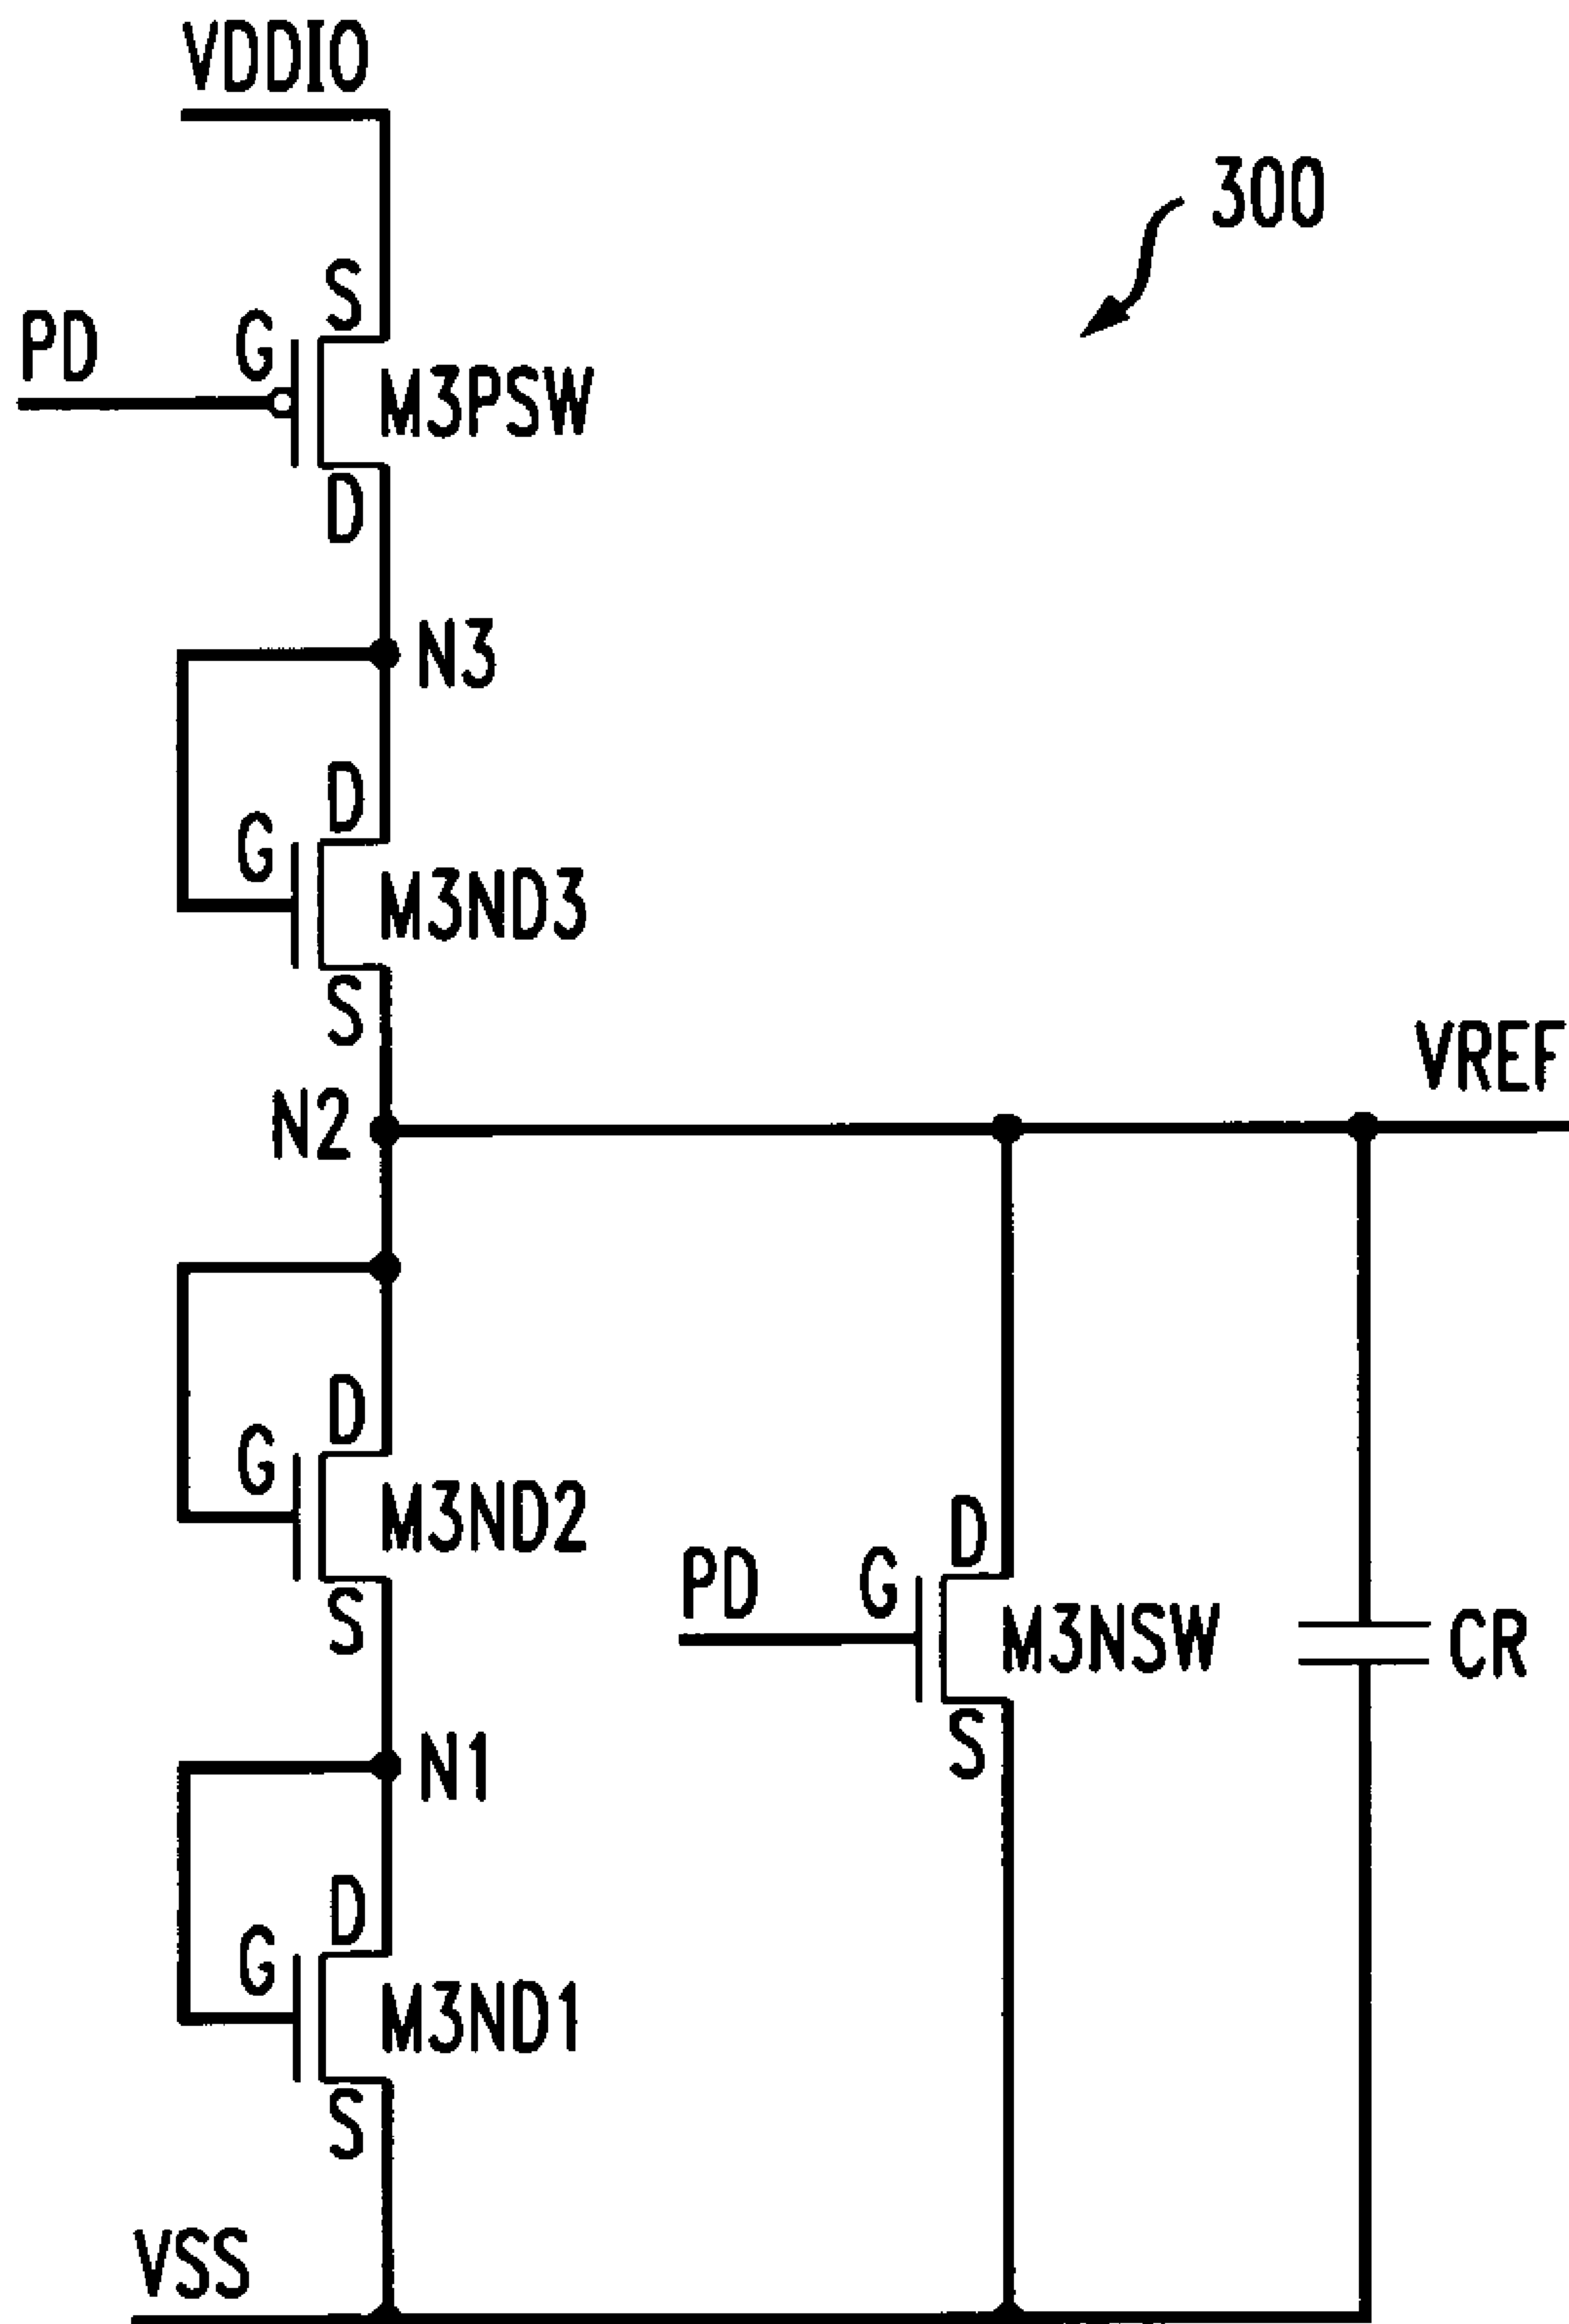 VDDIO
300
S
PD
G
M3PSW
D
N3
D
G
M3ND3
S
VREF
N2
D
G
M3ND2
D
PD
G
S
M3NSW
CR
S
N1
D
G
M3ND1
S
VSS